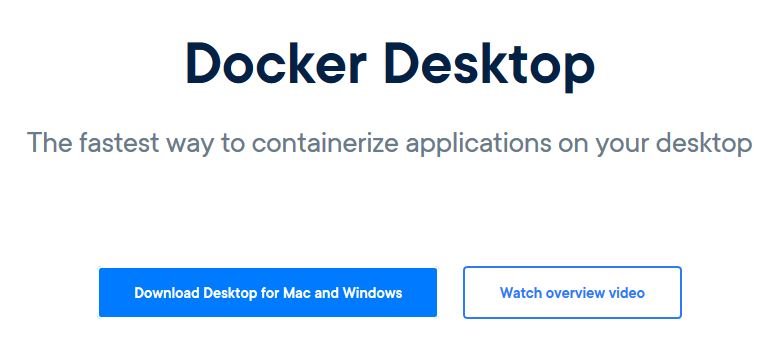 Docker Desktop
The fastest way to containerize applications on your desktop
Download Desktop for Mac and Windows
Watch overview video